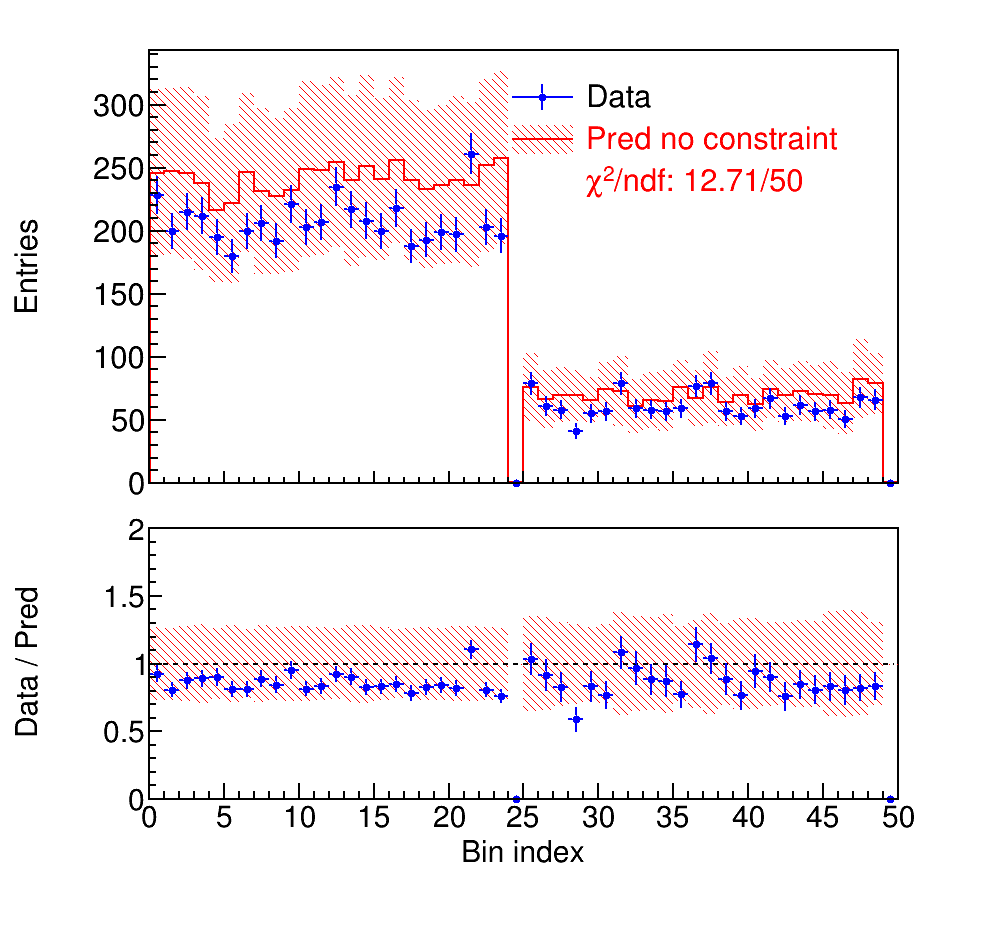 Entries
300
250
200
150
100
50
0
Data
Pred no constraint
χ²/ndf: 12.71/50
Data / Pred
2
1.5
1
0.5
0
0 5 10 15 20 25 30 35 40 45 50
Bin index